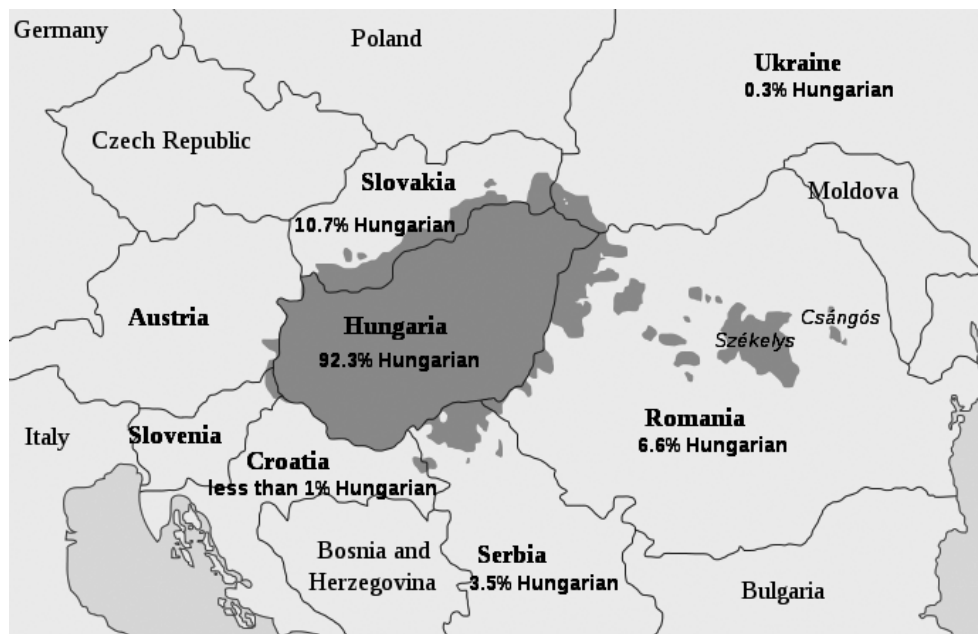 Germany
Poland
Ukraine
0.3% Hungarian
Czech Republic
Slovakia
10.7% Hungarian
Moldova
Austria
Hungaria
92.3% Hungarian
Székelys
Csángós
Romania
6.6% Hungarian
Italy
Slovenia
Croatia
less than 1% Hungarian
Bosnia and
Herzegovina
Serbia
3.5% Hungarian
Bulgaria